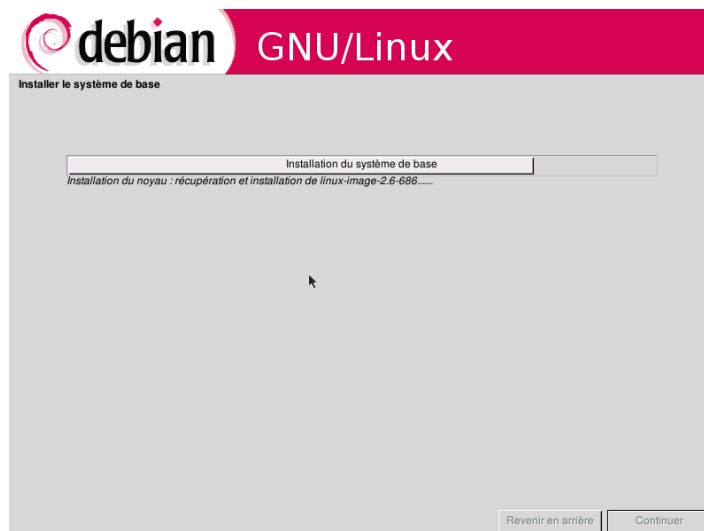 debian GNU/Linux
Installer le système de base
Installation du système de base
Installation du noyau : récupération et installation de linux-image-2.6-686......
Revenir en arrière Continuer